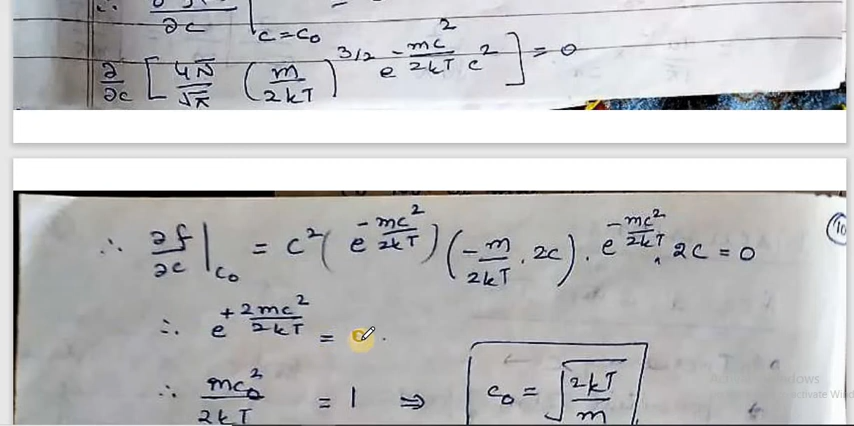 ∂c |c=c₀
∂/∂c [ 4N/√π (m/2kT)^3/2 e^(-mc²/2kT) c² ] = 0
∴ ∂f/∂c |c₀ = c² ( e^(-mc²/2kT) ) ( -m/2kT . 2c ) . e^(-mc²/2kT) . 2c = 0
∴ e^(+2mc²/2kT) =
∴ mc₀²/2kT = 1 ⇒ c₀ = √(2kT/m)